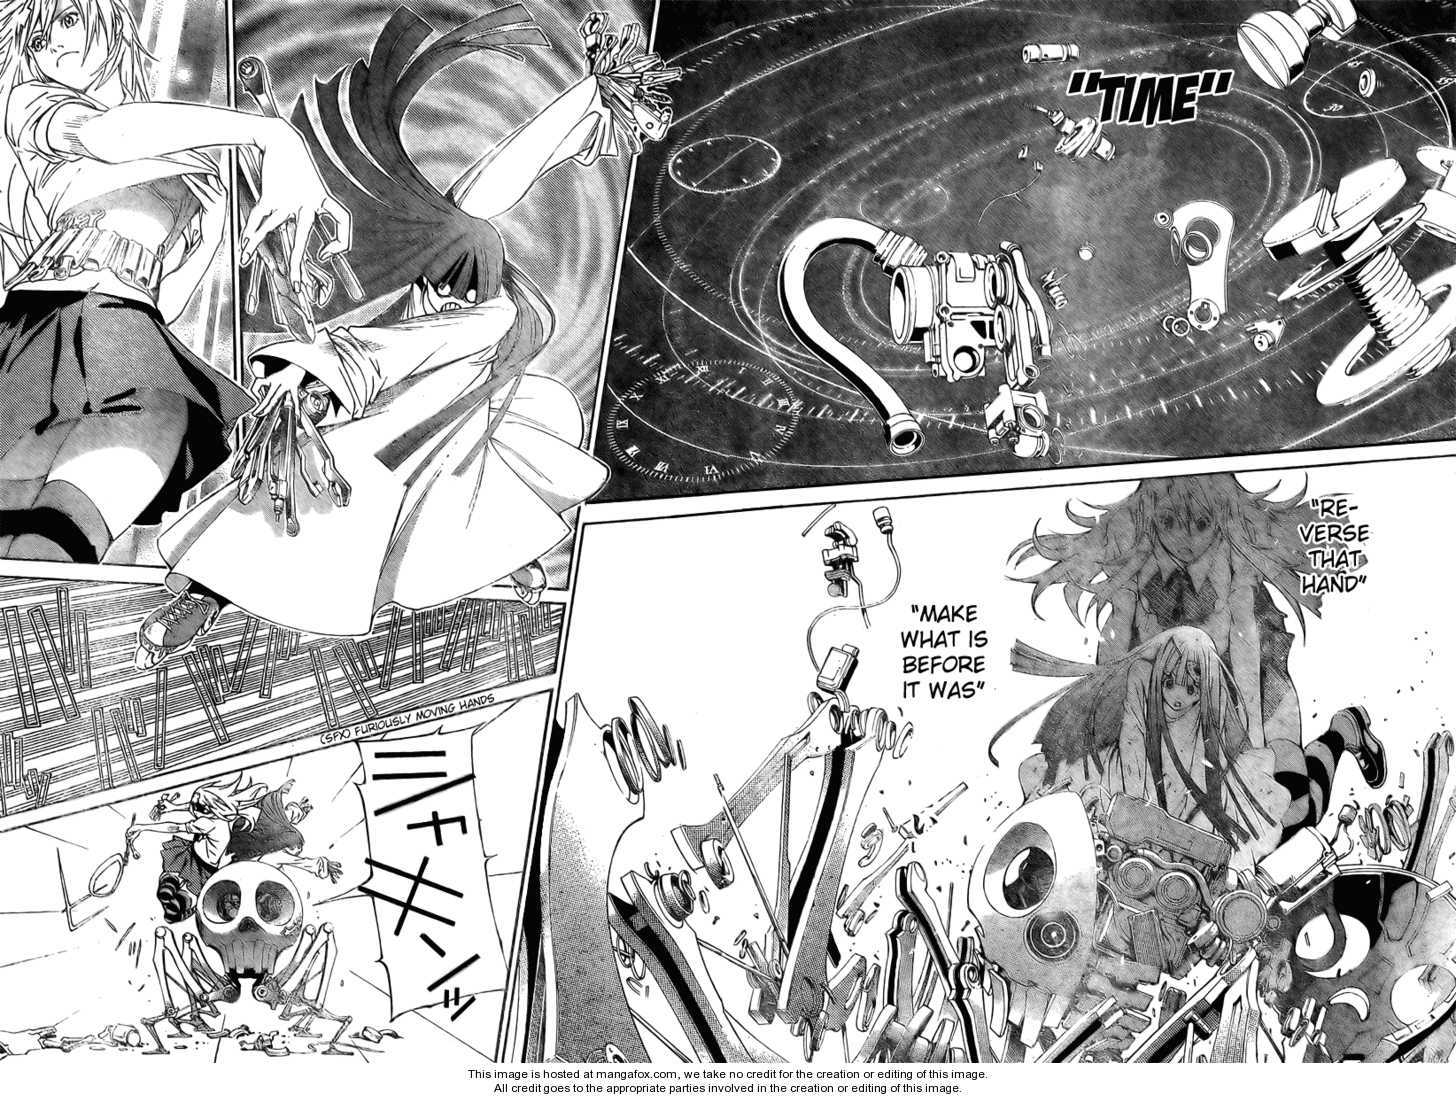 "TIME"
"RE-
VERSE
THAT
HAND"
"MAKE
WHAT IS
BEFORE
IT WAS"
(SFX) FURIOUSLY MOVING HANDS
This image is hosted at mangafox.com, we take no credit for the creation or editing of this image.
All credit goes to the appropriate parties involved in the creation or editing of this image.